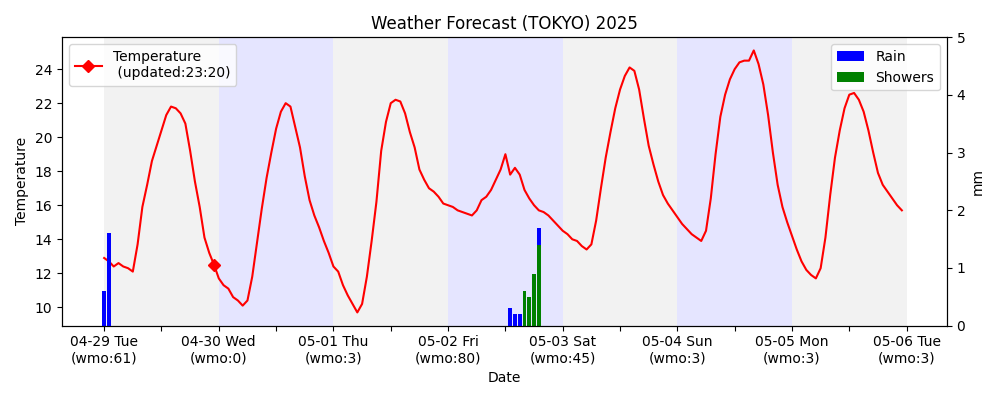 Weather Forecast (TOKYO) 2025
Temperature
(updated:23:20)
Rain
Showers
Temperature
24
22
20
18
16
14
12
10
5
4
3
2
1
0
mm
04-29 Tue
(wmo:61)
04-30 Wed
(wmo:0)
05-01 Thu
(wmo:3)
05-02 Fri
(wmo:80)
05-03 Sat
(wmo:45)
05-04 Sun
(wmo:3)
05-05 Mon
(wmo:3)
05-06 Tue
(wmo:3)
Date